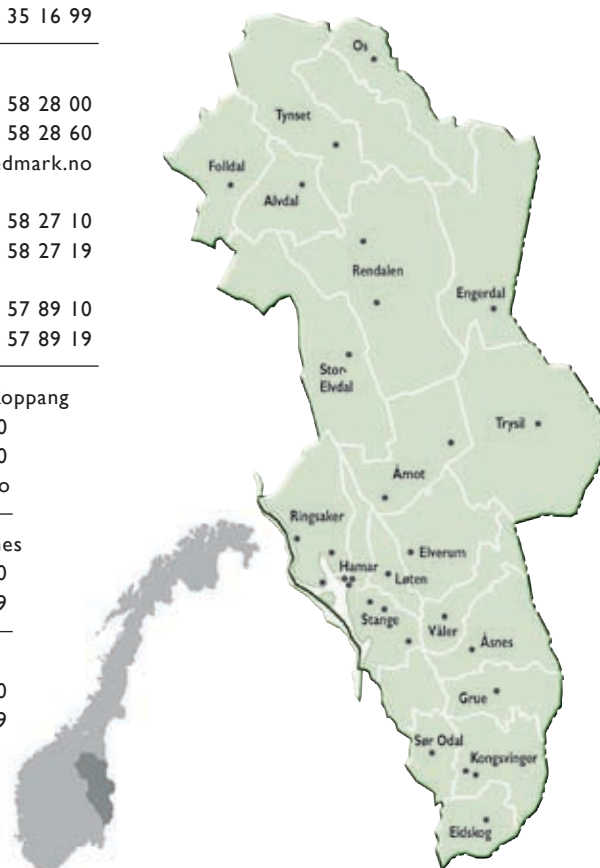 35 16 99
58 28 00
58 28 60
edmark.no
58 27 10
58 27 19
57 89 10
57 89 19
oppang
0
0
o
nes
0
9
0
9
Os
Tynset
Folldal
Alvdal
Rendalen
Engerdal
Stor-
Elvdal
Trysil
Åmot
Ringsaker
Elverum
Hamar
Løten
Stange
Våler
Åsnes
Grue
Sør Odal
Kongsvinger
Eidskog